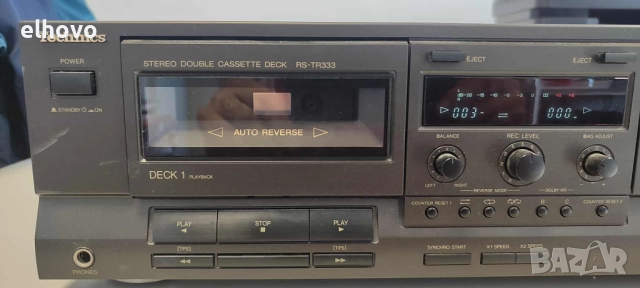 elhovo
Technics
STEREO DOUBLE CASSETTE DECK RS-TR333
EJECT
EJECT
POWER
STANDBY ON
AUTO REVERSE
003
000
BALANCE
REC LEVEL
BIAS ADJUST
LEFT RIGHT
REVERSE MODE
DOLBY NR
DECK 1 PLAYBACK
COUNTER RESET 1
B C
COUNTER RESET 2
PLAY
STOP
PLAY
[TPS]
[TPS]
SYNCHRO START
X1 SPEED
X2 SPEED
PHONES
BAZAR